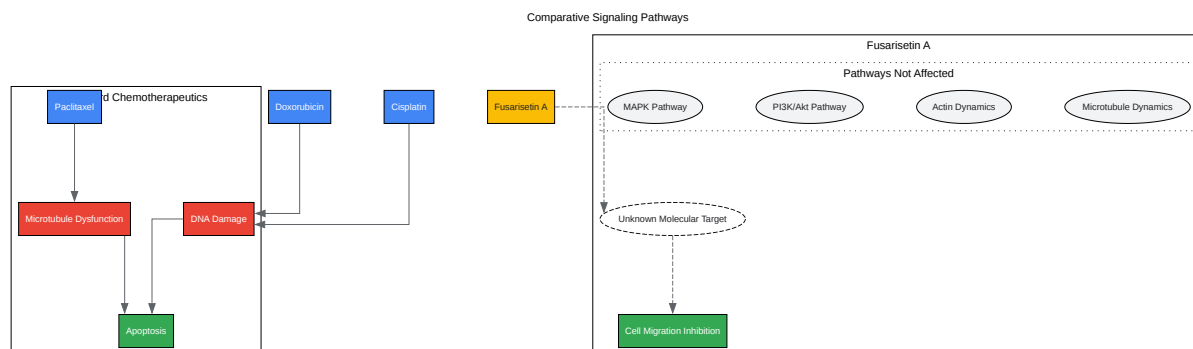 Comparative Signaling Pathways
Fusarisetin A
Pathways Not Affected
d Chemotherapeutics
Paclitaxel
Doxorubicin
Cisplatin
Fusarisetin A
MAPK Pathway
PI3K/Akt Pathway
Actin Dynamics
Microtubule Dynamics
Microtubule Dysfunction
DNA Damage
Unknown Molecular Target
Apoptosis
Cell Migration Inhibition